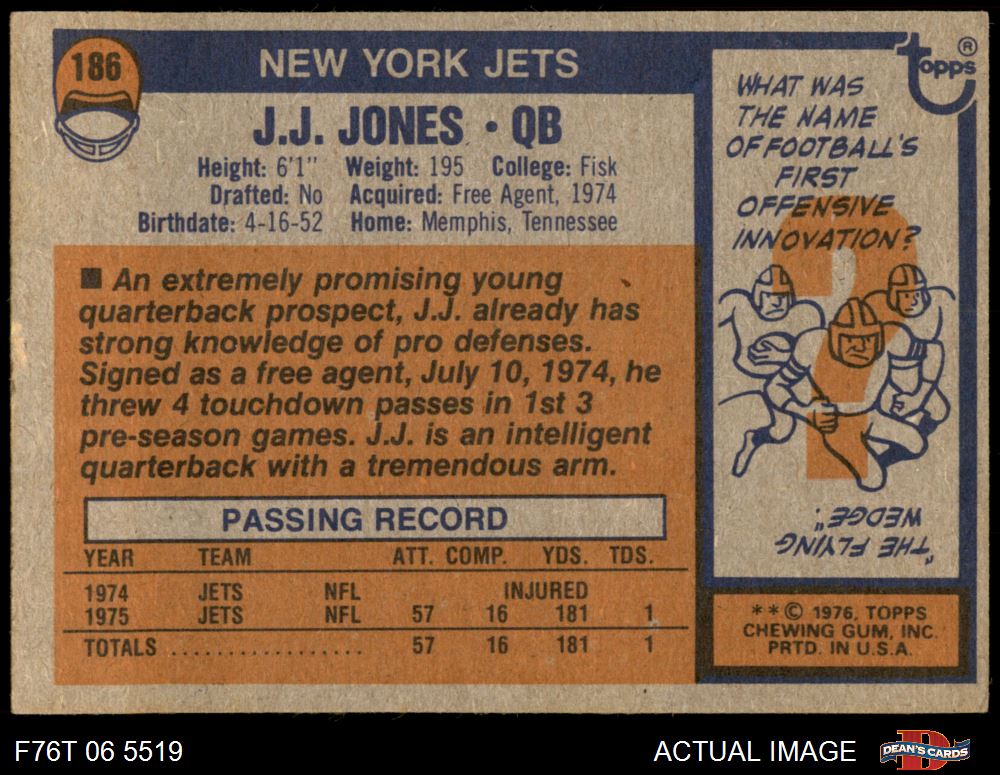 186
NEW YORK JETS
J.J. JONES • QB
Height: 6'1" Weight: 195 College: Fisk
Drafted: No Acquired: Free Agent, 1974
Birthdate: 4-16-52 Home: Memphis, Tennessee
■ An extremely promising young
quarterback prospect, J.J. already has
strong knowledge of pro defenses.
Signed as a free agent, July 10, 1974, he
threw 4 touchdown passes in 1st 3
pre-season games. J.J. is an intelligent
quarterback with a tremendous arm.
PASSING RECORD
YEAR TEAM ATT. COMP. YDS. TDS.
1974 JETS NFL INJURED
1975 JETS NFL 57 16 181 1
TOTALS .................. 57 16 181 1
topps®
WHAT WAS
THE NAME
OF FOOTBALL'S
FIRST
OFFENSIVE
INNOVATION?
?
"THE FLYING
WEDGE".
**© 1976, TOPPS
CHEWING GUM, INC.
PRTD. IN U.S.A.
F76T 06 5519
ACTUAL IMAGE
DEAN'S CARDS